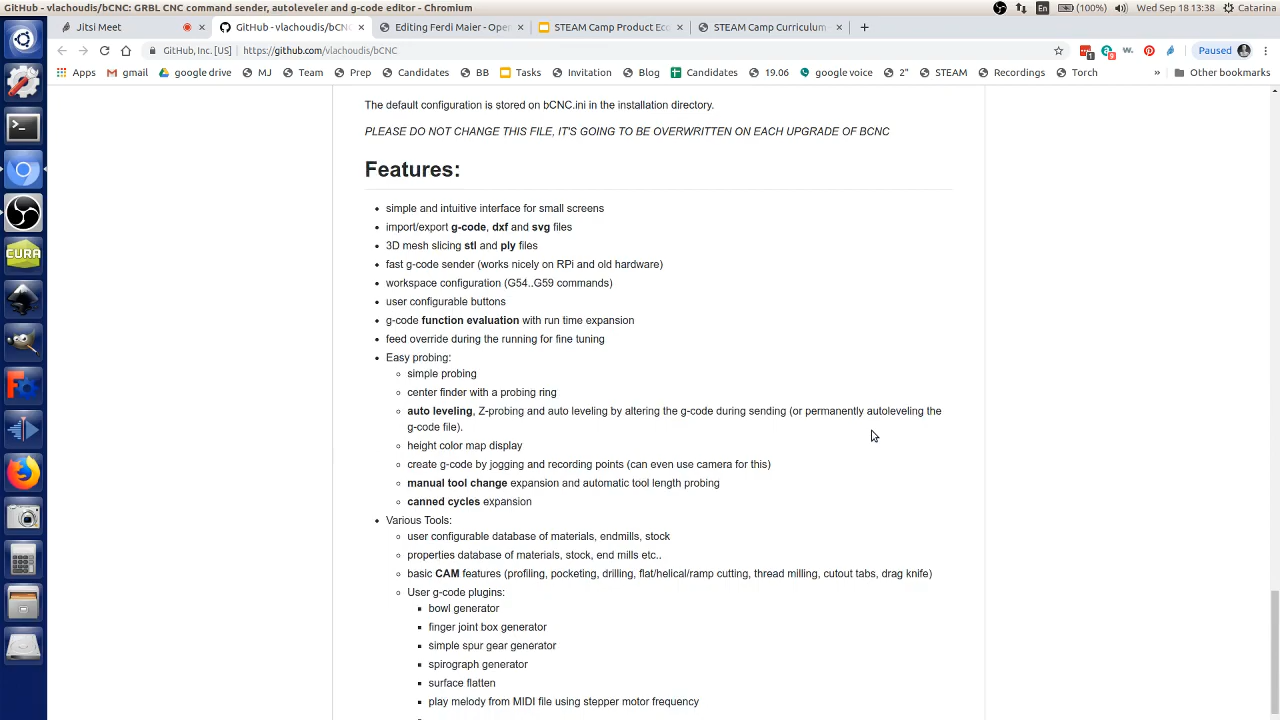 GitHub - vlachoudis/bCNC: GRBL CNC command sender, autoleveler and g-code editor - Chromium
En (100%) Wed Sep 18 13:38 Catarina
Jitsi Meet
GitHub - vlachoudis/bCNC
Editing Ferdi Maier Open
STEAM Camp Product Ec
STEAM Camp Curriculum
GitHub, Inc. [US] https://github.com/vlachoudis/bCNC
1 9 w. Paused
Apps gmail google drive MJ Team Prep Candidates BB Tasks Invitation Blog Candidates 19.06 google voice 2" STEAM Recordings Torch » Other bookmarks
The default configuration is stored on bCNC.ini in the installation directory.
PLEASE DO NOT CHANGE THIS FILE, IT'S GOING TO BE OVERWRITTEN ON EACH UPGRADE OF BCNC
Features:
simple and intuitive interface for small screens
import/export g-code, dxf and svg files
3D mesh slicing stl and ply files
fast g-code sender (works nicely on RPi and old hardware)
workspace configuration (G54..G59 commands)
user configurable buttons
g-code function evaluation with run time expansion
feed override during the running for fine tuning
Easy probing:
simple probing
center finder with a probing ring
auto leveling, Z-probing and auto leveling by altering the g-code during sending (or permanently autoleveling the
g-code file).
height color map display
create g-code by jogging and recording points (can even use camera for this)
manual tool change expansion and automatic tool length probing
canned cycles expansion
Various Tools:
user configurable database of materials, endmills, stock
properties database of materials, stock, end mills etc..
basic CAM features (profiling, pocketing, drilling, flat/helical/ramp cutting, thread milling, cutout tabs, drag knife)
User g-code plugins:
bowl generator
finger joint box generator
simple spur gear generator
spirograph generator
surface flatten
play melody from MIDI file using stepper motor frequency
CURA